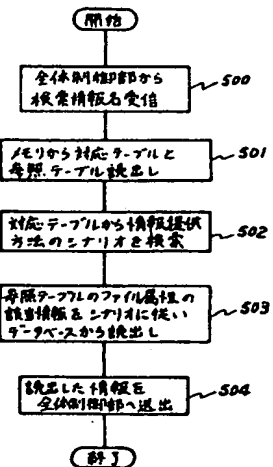 開始
全体制御部から
検索情報名受信
500
メモリから対応テーブルと
参照テーブル読出し
501
対応テーブルから情報提供
方法のシナリオを検索
502
参照テーブルのファイル属性の
該当情報をシナリオに従い
データベースから読出し
503
読出した情報を
全体制御部へ送出
504
終了